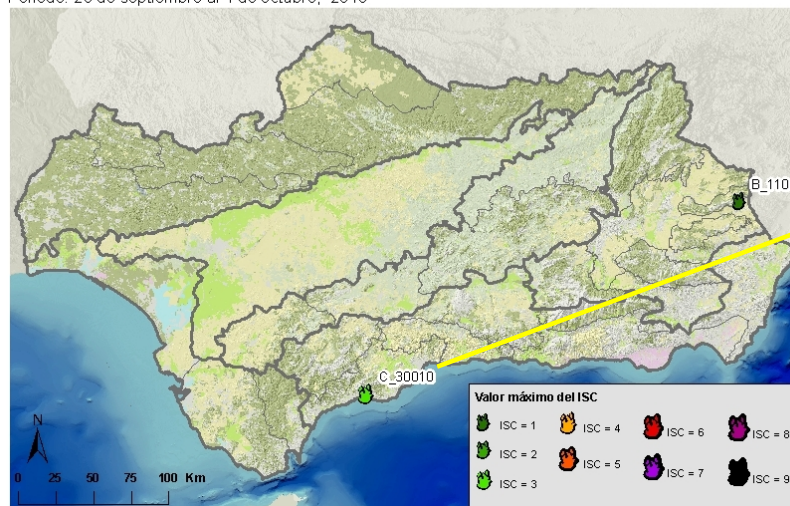 B_110
C_30010
Valor máximo del ISC
ISC = 1
ISC = 4
ISC = 6
ISC = 8
ISC = 2
ISC = 5
ISC = 7
ISC = 9
ISC = 3
N
0 25 50 75 100 Km